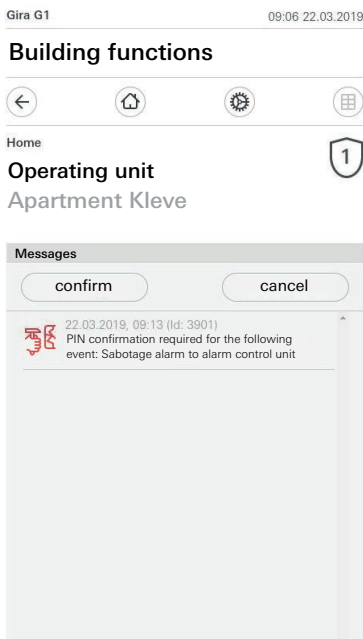 Gira G1 09:06 22.03.2019
Building functions
Home
Operating unit
1
Apartment Kleve
Messages
confirm cancel
22.03.2019, 09:13 (Id: 3901)
PIN confirmation required for the following
event: Sabotage alarm to alarm control unit